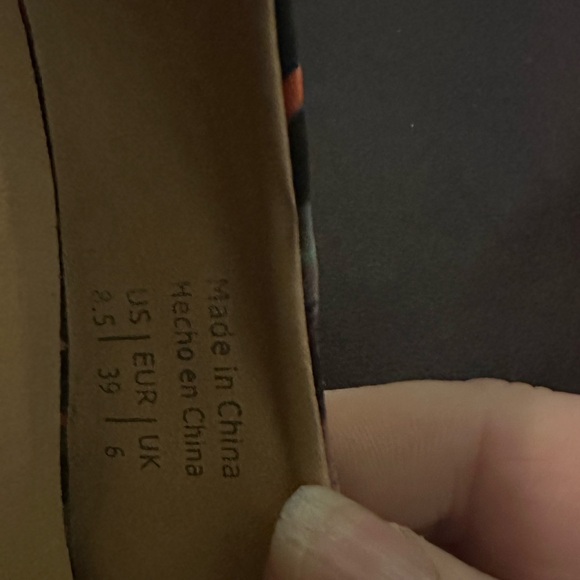 Made in China
Hecho en China
US | EUR | UK
8.5 | 39 | 6